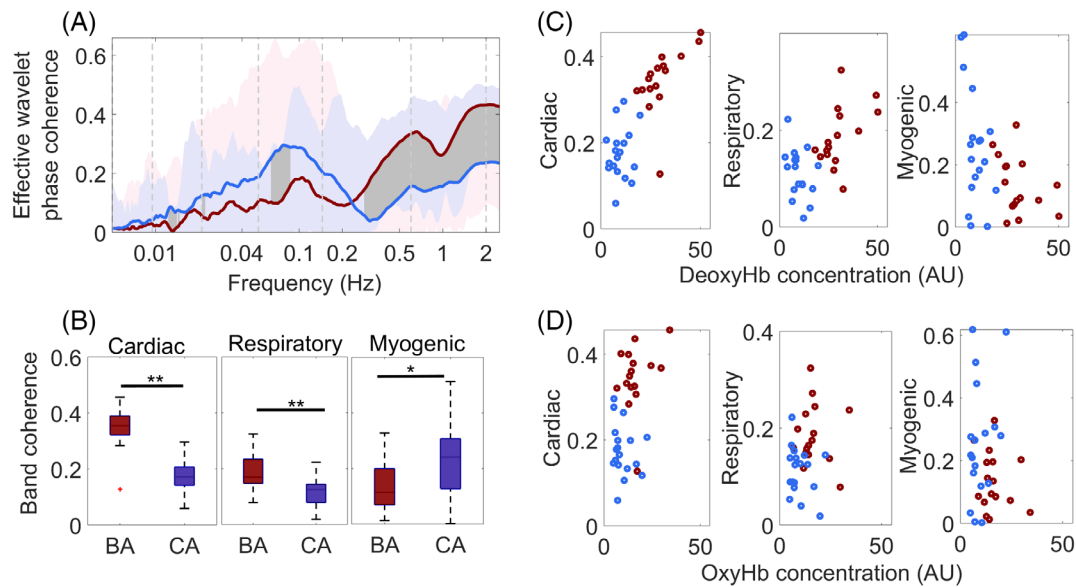 (A)
Effective wavelet
phase coherence
0.6
0.4
0.2
0
0.01 0.03 0.1 0.2 0.5 1 2
Frequency (Hz)
(B)
Band coherence
0.6
0.4
0.2
0
Cardiac Respiratory Myogenic
** ** *
BA CA BA CA BA CA
(C)
Cardiac
0.4
0.2
0
0 50
Respiratory
0.2
0
0 50
Myogenic
0.4
0.2
0
0 50
DeoxyHb concentration (AU)
(D)
Cardiac
0.4
0.2
0
0 50
Respiratory
0.4
0.2
0
0 50
Myogenic
0.6
0.4
0.2
0
0 50
OxyHb concentration (AU)